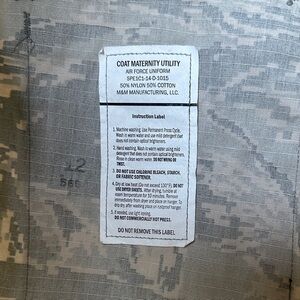 COAT MATERNITY UTILITY
AIR FORCE UNIFORM
SPE1C1-14-D-1015
50% NYLON 50% COTTON
M&M MANUFACTURING, LLC.
Instruction Label
1. Machine washing. Use Permanent Press Cycle.
Wash in warm water and use mild detergent that
does not contain optical brighteners.
2. Hand washing. Wash in warm water using mild
detergent that does not contain optical brighteners.
Rinse in clean warm water. DO NOT WRING OR
TWIST.
3. DO NOT USE CHLORINE BLEACH, STARCH,
OR FABRIC SOFTENER.
4. Dry at low heat (Do not exceed 130°F). DO NOT
USE DRYER SHEETS. After drying, tumble at room
temperature for 10 minutes. Remove
immediately from dryer and place on hanger. To
drip dry, after washing place on rustproof hanger.
5. If needed, use light ironing.
DO NOT COMMERCIALLY HOT PRESS.
DO NOT REMOVE THIS LABEL